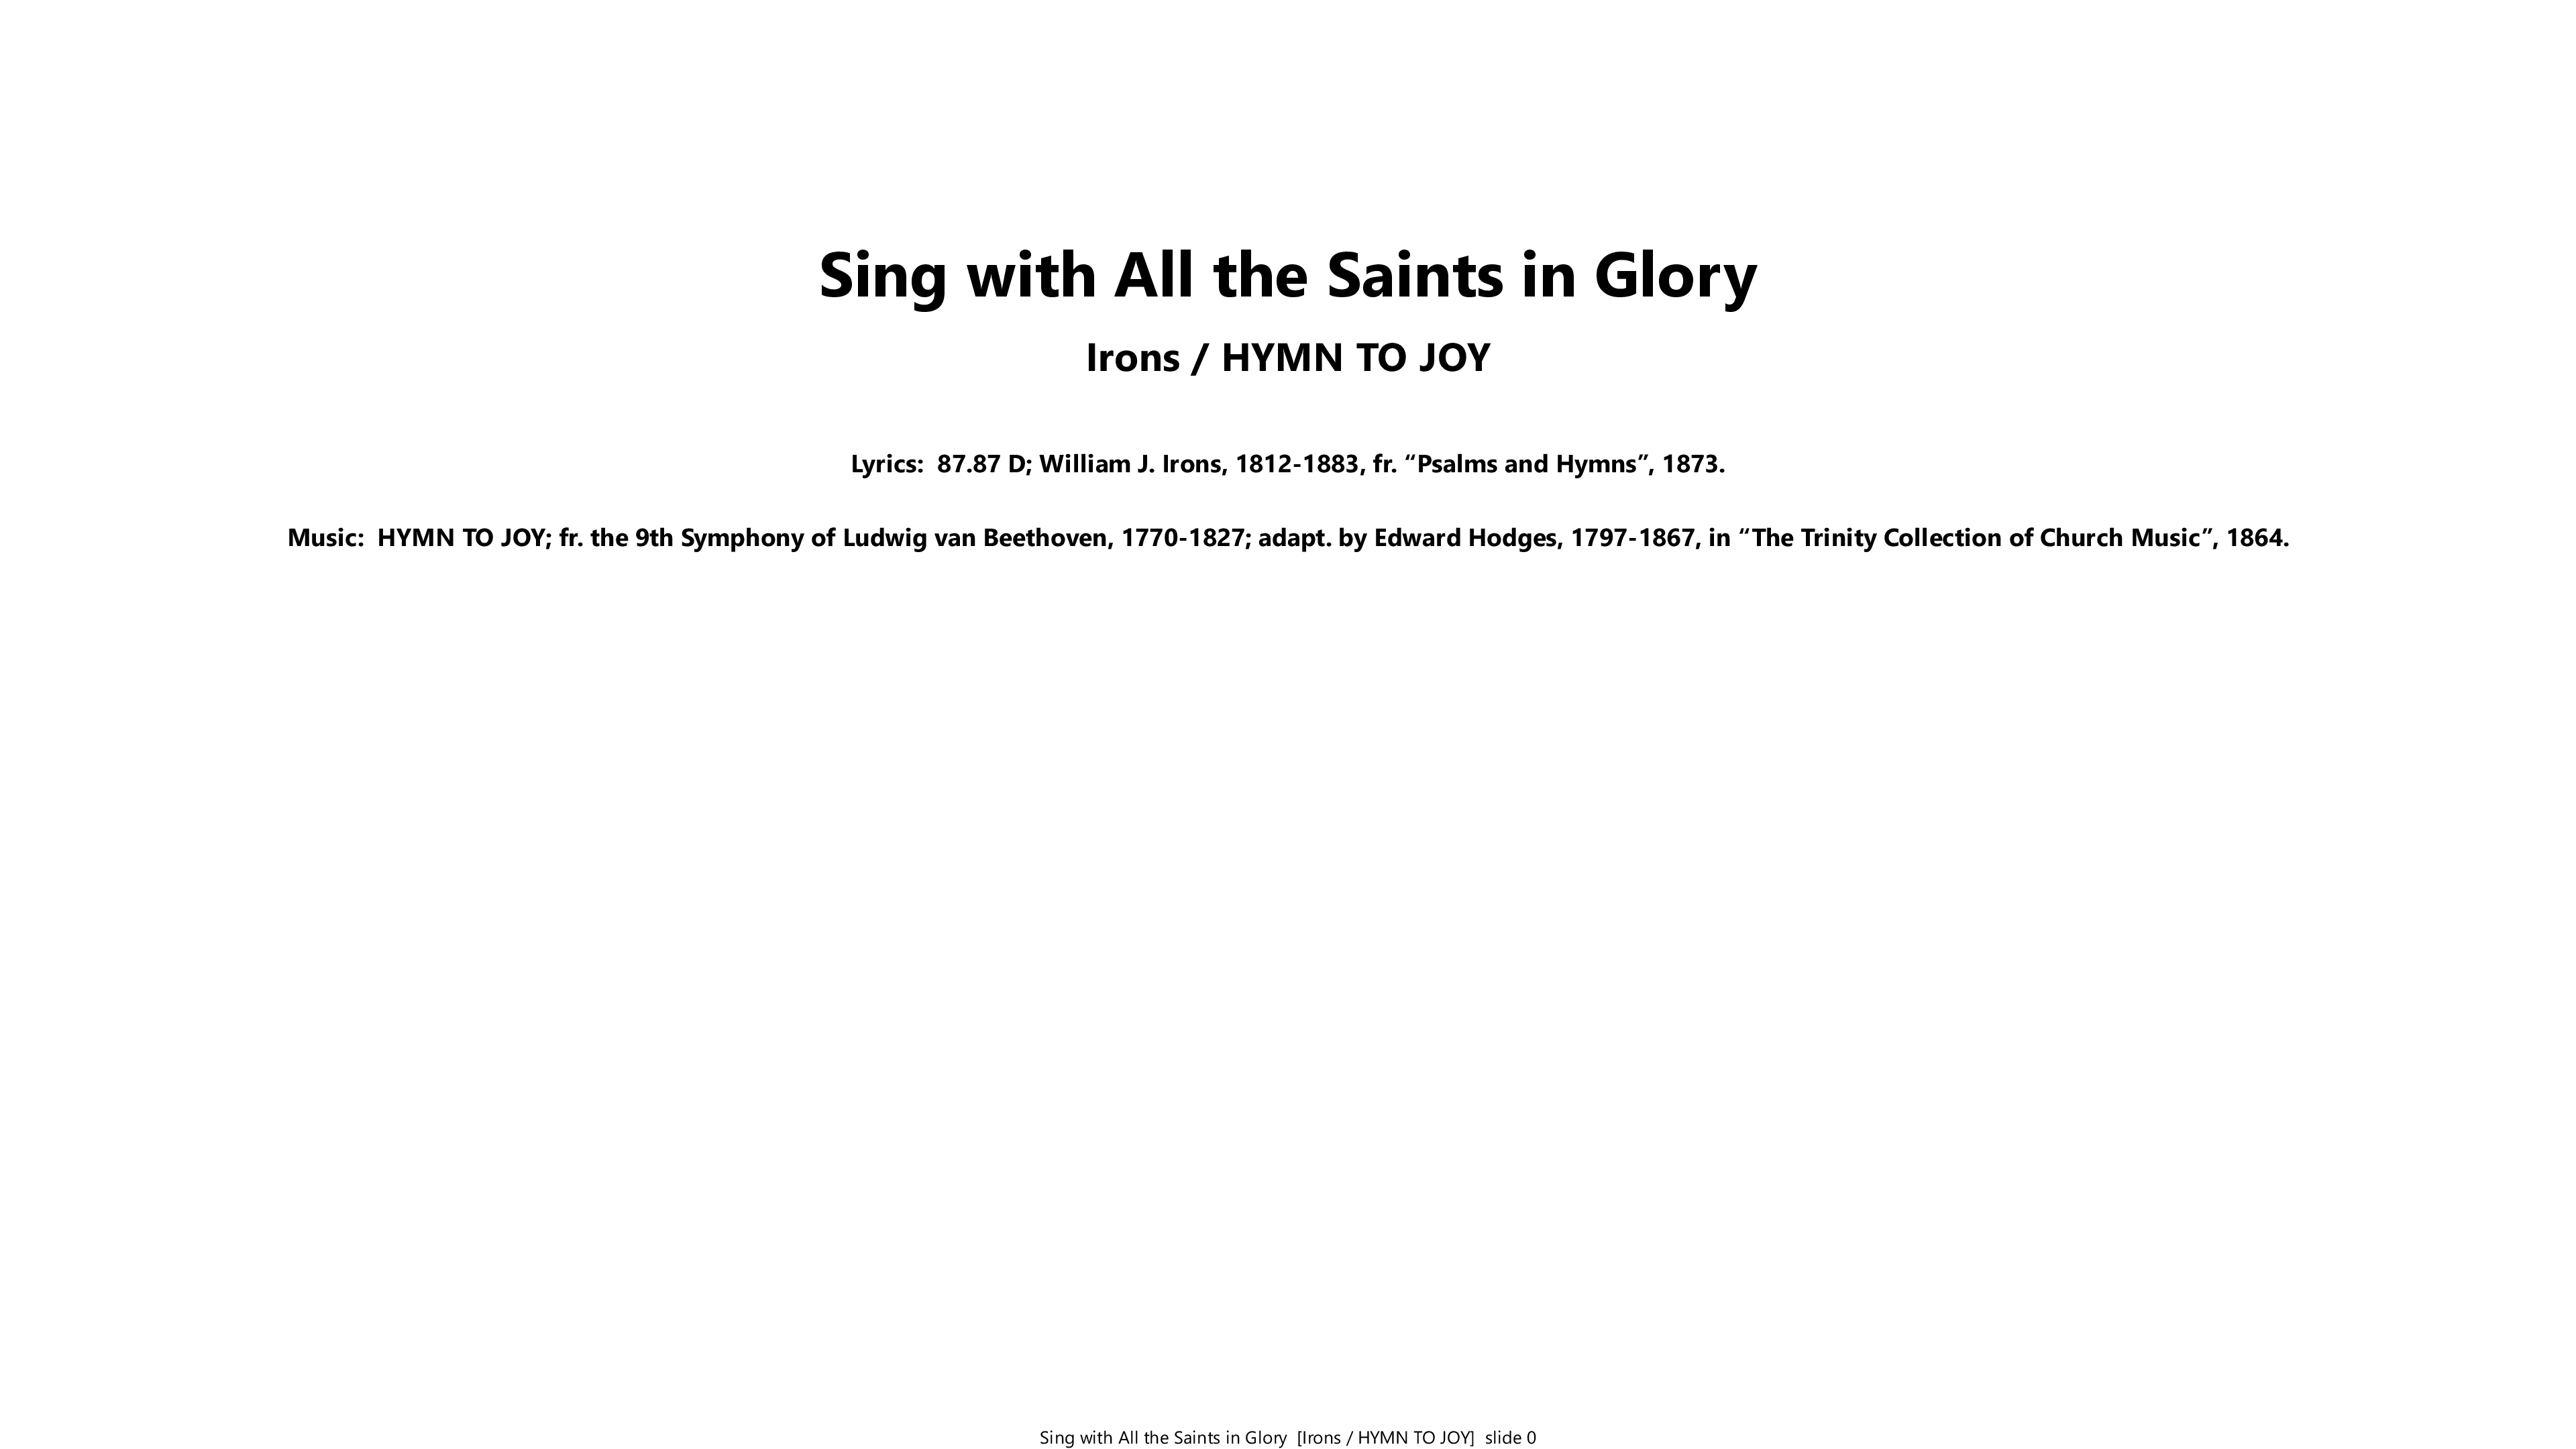 Sing with All the Saints in Glory
Irons / HYMN TO JOY
Lyrics:  87.87 D; William J. Irons, 1812-1883, fr. “Psalms and Hymns”, 1873.
Music:  HYMN TO JOY; fr. the 9th Symphony of Ludwig van Beethoven, 1770-1827; adapt. by Edward Hodges, 1797-1867, in “The Trinity Collection of Church Music”, 1864.
Sing with All the Saints in Glory  [Irons / HYMN TO JOY]  slide 0